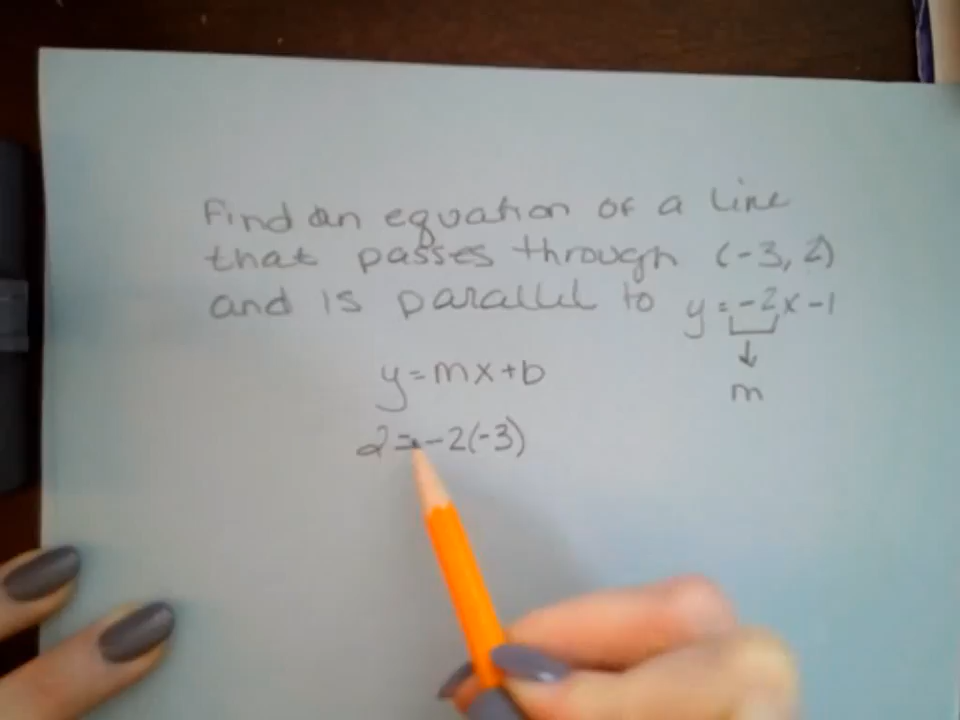 Find an equation of a line
that passes through (-3, 2)
and is parallel to y = -2x - 1
m
y = mx + b
2 = -2(-3)